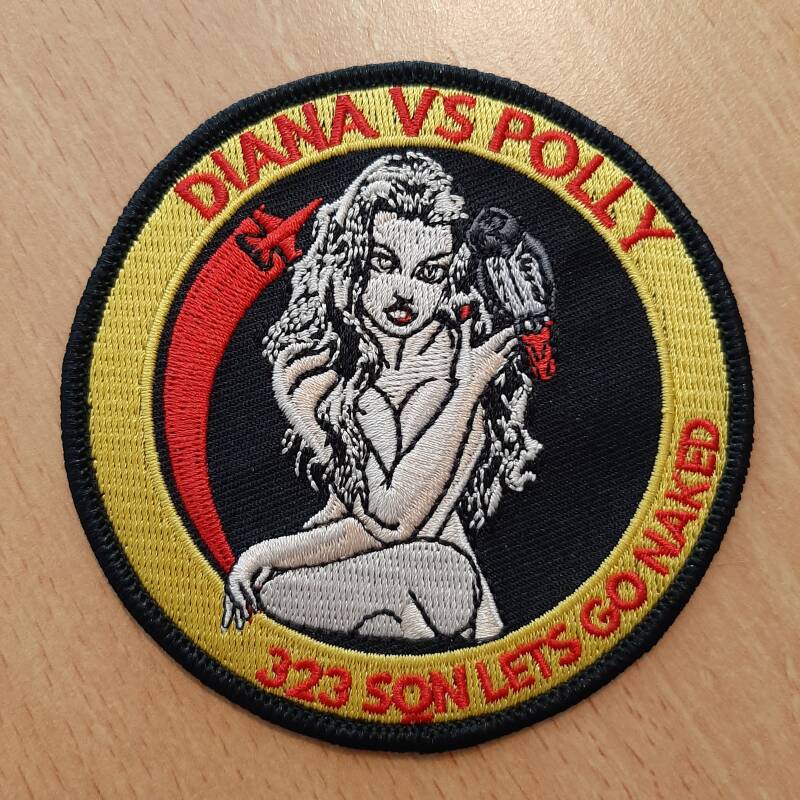 DIANA VS POLLY
323 SQN LETS GO NAKED